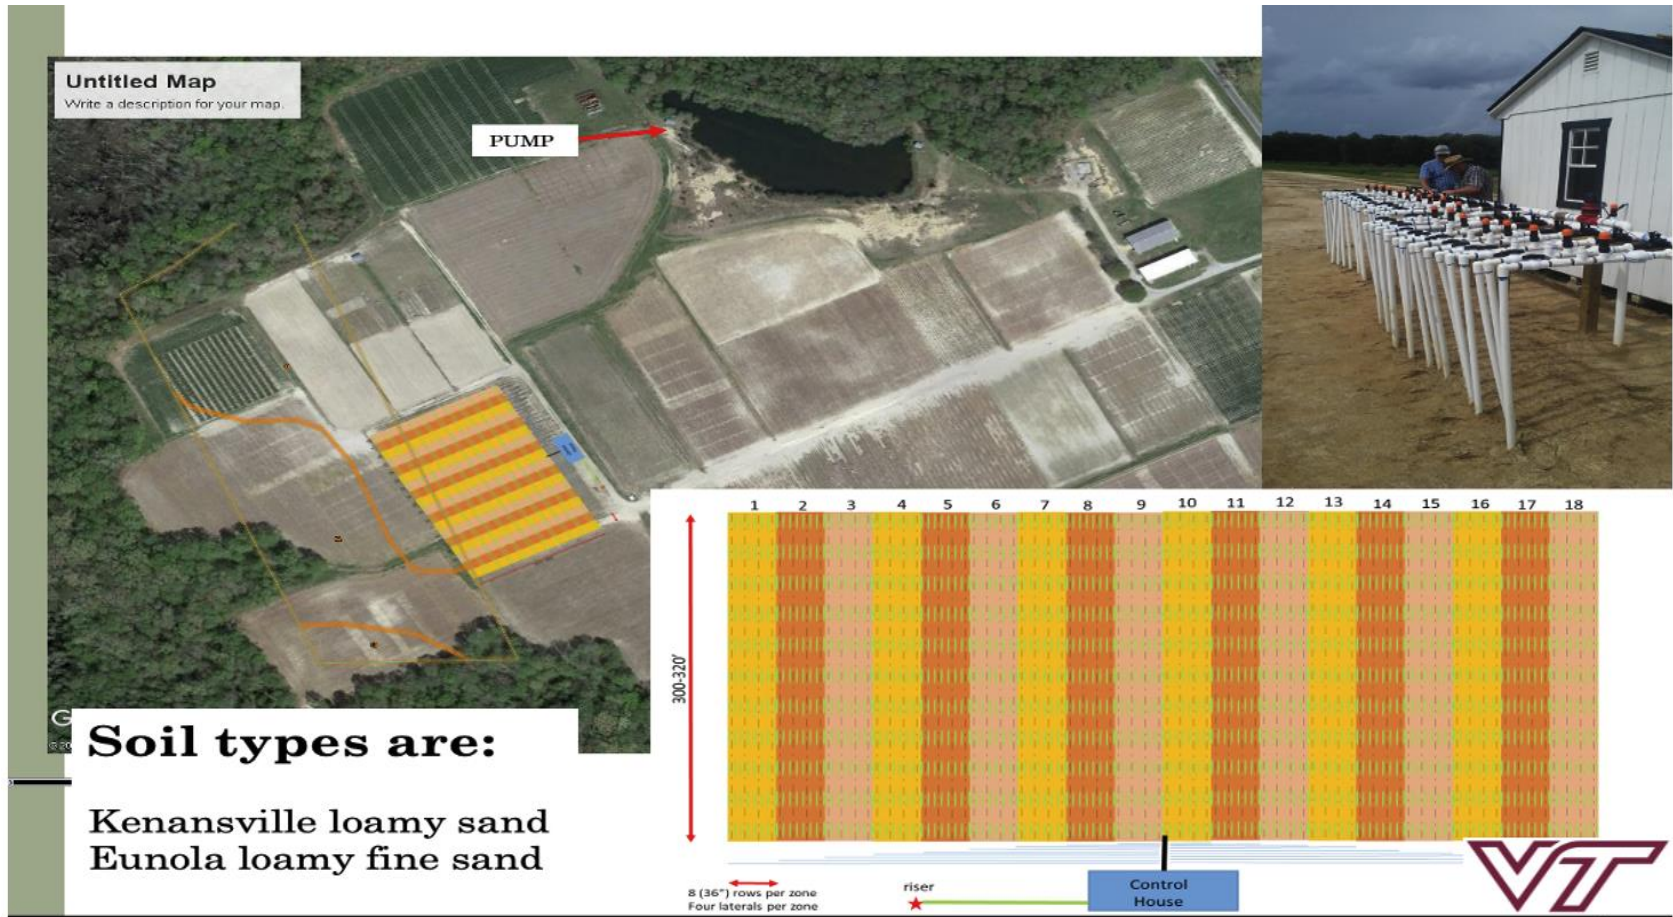 Untitled Map
Write a description for your map.
PUMP
1 2 3 4 5 6 7 8 9 10 11 12 13 14 15 16 17 18
300-320'
Soil types are:
Kenansville loamy sand
Eunola loamy fine sand
8 (36") rows per zone
Four laterals per zone
riser
Control
House
VT